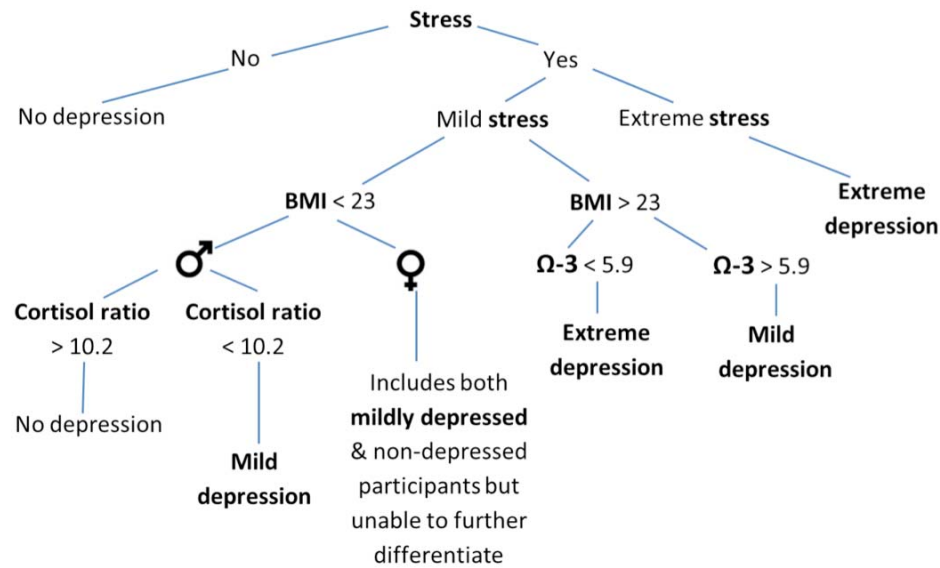 Stress
No
Yes
No depression
Mild stress
Extreme stress
BMI < 23
BMI > 23
Extreme
depression
Ω-3 < 5.9
Ω-3 > 5.9
Cortisol ratio
> 10.2
Cortisol ratio
< 10.2
Extreme
depression
Mild
depression
No depression
Mild
depression
Includes both
mildly depressed
& non-depressed
participants but
unable to further
differentiate